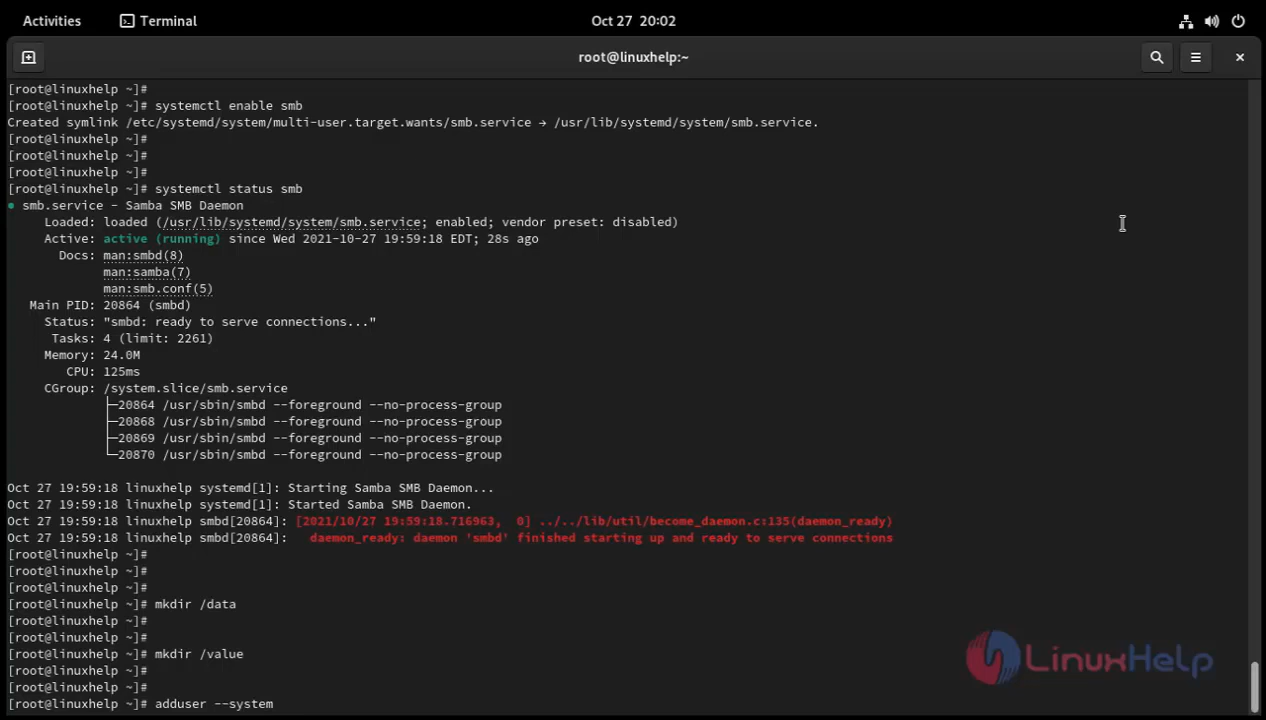 Activities
Terminal
Oct 27 20:02
root@linuxhelp:~
[root@linuxhelp ~]#
[root@linuxhelp ~]# systemctl enable smb
Created symlink /etc/systemd/system/multi-user.target.wants/smb.service → /usr/lib/systemd/system/smb.service.
[root@linuxhelp ~]#
[root@linuxhelp ~]#
[root@linuxhelp ~]#
[root@linuxhelp ~]# systemctl status smb
● smb.service - Samba SMB Daemon
     Loaded: loaded (/usr/lib/systemd/system/smb.service; enabled; vendor preset: disabled)
     Active: active (running) since Wed 2021-10-27 19:59:18 EDT; 28s ago
       Docs: man:smbd(8)
             man:samba(7)
             man:smb.conf(5)
   Main PID: 20864 (smbd)
     Status: "smbd: ready to serve connections..."
      Tasks: 4 (limit: 2261)
     Memory: 24.0M
        CPU: 125ms
     CGroup: /system.slice/smb.service
             ├─20864 /usr/sbin/smbd --foreground --no-process-group
             ├─20868 /usr/sbin/smbd --foreground --no-process-group
             ├─20869 /usr/sbin/smbd --foreground --no-process-group
             └─20870 /usr/sbin/smbd --foreground --no-process-group
Oct 27 19:59:18 linuxhelp systemd[1]: Starting Samba SMB Daemon...
Oct 27 19:59:18 linuxhelp systemd[1]: Started Samba SMB Daemon.
Oct 27 19:59:18 linuxhelp smbd[20864]: [2021/10/27 19:59:18.716963,  0] ../../lib/util/become_daemon.c:135(daemon_ready)
Oct 27 19:59:18 linuxhelp smbd[20864]:   daemon_ready: daemon 'smbd' finished starting up and ready to serve connections
[root@linuxhelp ~]#
[root@linuxhelp ~]#
[root@linuxhelp ~]#
[root@linuxhelp ~]# mkdir /data
[root@linuxhelp ~]#
[root@linuxhelp ~]#
[root@linuxhelp ~]# mkdir /value
[root@linuxhelp ~]#
[root@linuxhelp ~]#
[root@linuxhelp ~]# adduser --system
LinuxHelp